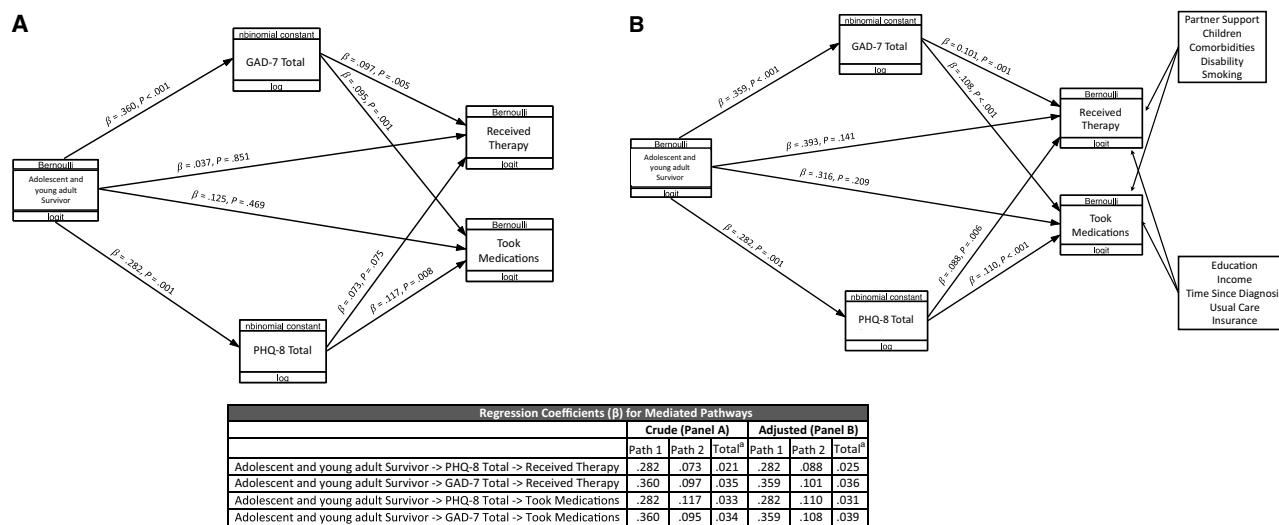 A
nbinomial constant
GAD-7 Total
log
β = .360, P < .001
β = .097, P = .005
β = .095, P = .001
Bernoulli
Received
Therapy
logit
Bernoulli
Adolescent and
young adult
Survivor
logit
β = .037, P = .851
β = .125, P = .469
Bernoulli
Took
Medications
logit
β = .282, P = .001
β = .073, P = .075
β = .117, P = .008
nbinomial constant
PHQ-8 Total
log
B
nbinomial constant
GAD-7 Total
log
β = .359, P < .001
β = 0.101, P = .001
β = .108, P < .001
Partner Support
Children
Comorbidities
Disability
Smoking
Bernoulli
Received
Therapy
logit
Bernoulli
Adolescent and
young adult
Survivor
logit
β = .393, P = .141
β = .316, P = .209
Bernoulli
Took
Medications
logit
β = .282, P = .001
β = .088, P = .006
β = .110, P < .001
nbinomial constant
PHQ-8 Total
log
Education
Income
Time Since Diagnosi
Usual Care
Insurance
Regression Coefficients (β) for Mediated Pathways
Crude (Panel A) Adjusted (Panel B)
Path 1 Path 2 Totalᵃ Path 1 Path 2 Totalᵃ
Adolescent and young adult Survivor -> PHQ-8 Total -> Received Therapy .282 .073 .021 .282 .088 .025
Adolescent and young adult Survivor -> GAD-7 Total -> Received Therapy .360 .097 .035 .359 .101 .036
Adolescent and young adult Survivor -> PHQ-8 Total -> Took Medications .282 .117 .033 .282 .110 .031
Adolescent and young adult Survivor -> GAD-7 Total -> Took Medications .360 .095 .034 .359 .108 .039